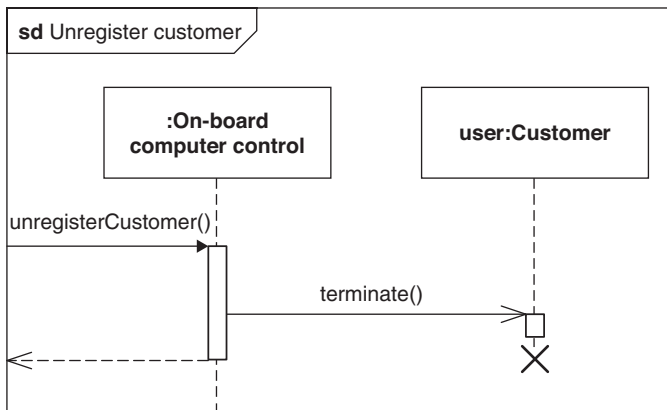 sd Unregister customer
:On-board
computer control
user:Customer
unregisterCustomer()
terminate()